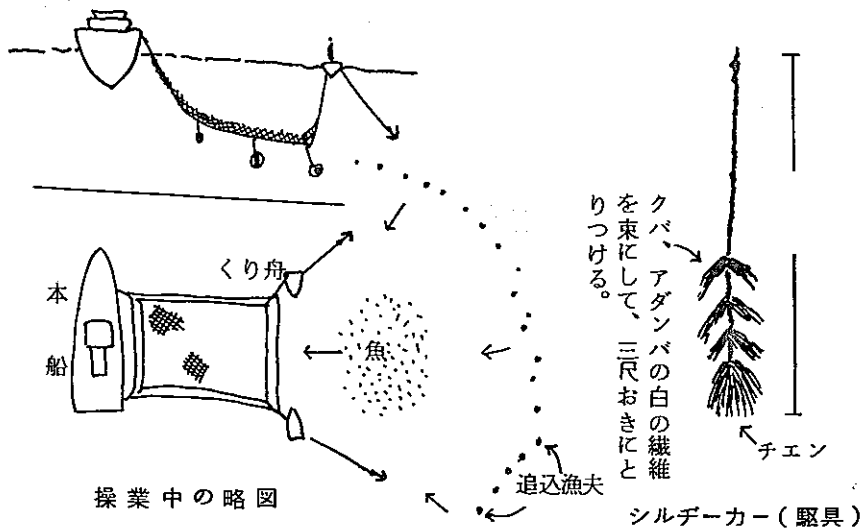 本船
くり舟
魚
追込漁夫
操業中の略図
クバ、アダンバの白の繊維
を束にして、三尺おきにと
りつける。
チエン
シルヂーカー(駆具)